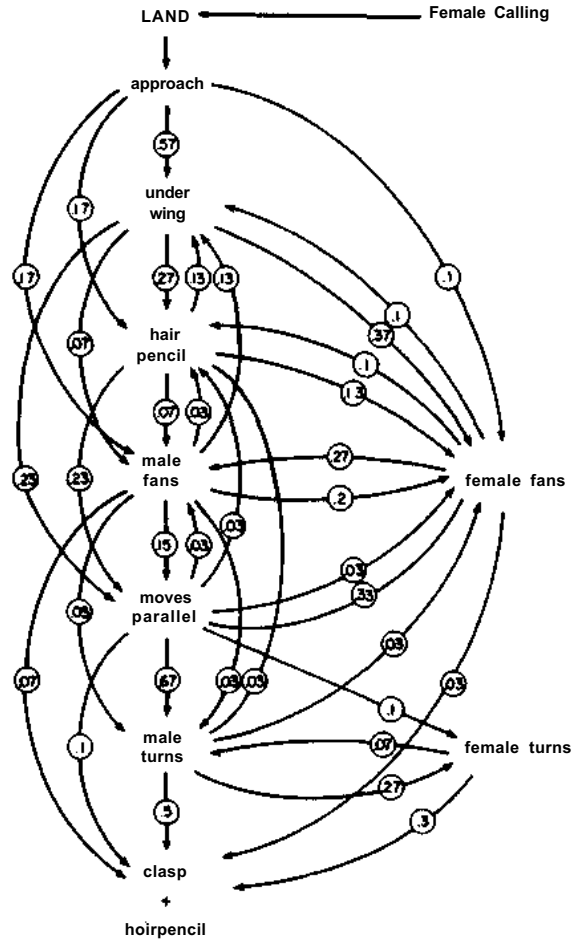 LAND
Female Calling
approach
.57
under
wing
.17
.17
.27
.13
.13
.1
.1
.37
.07
hair
pencil
.1
.13
.07
.03
male
fans
.27
female fans
.23
.2
.03
.15
.03
moves
parallel
.03
.33
.07
.67
.03
.03
.03
.03
.1
.1
male
turns
.07
female turns
.27
.5
.3
clasp
+
hoirpencil